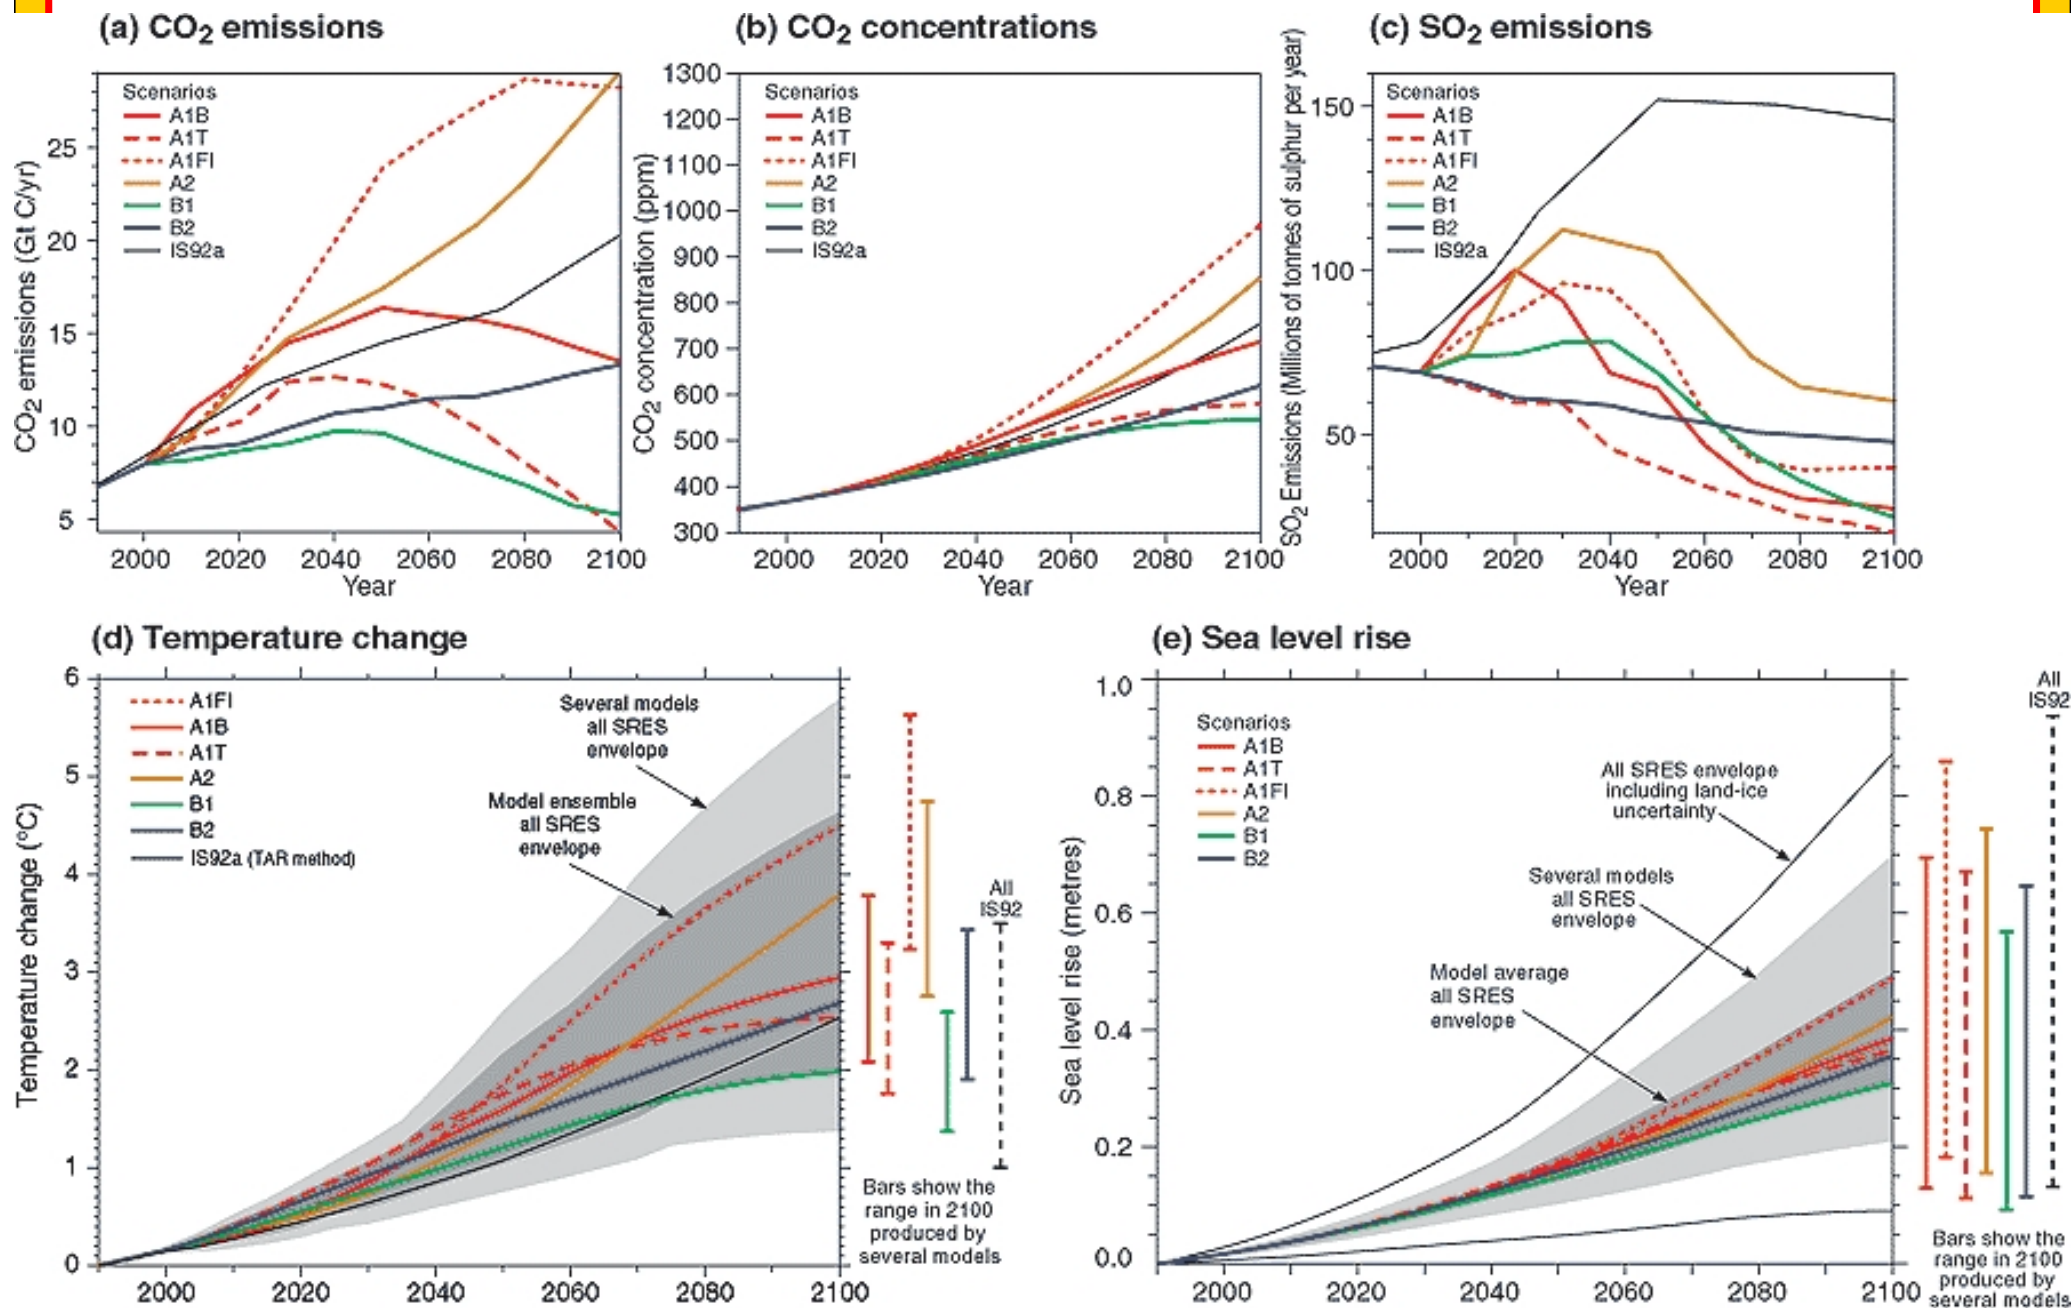 (a) CO2 emissions
CO2 emissions (Gt C/yr)
Scenarios
A1B
A1T
A1FI
A2
B1
B2
IS92a
25
20
15
10
5
2000 2020 2040 2060 2080 2100
Year
(b) CO2 concentrations
CO2 concentration (ppm)
1300
1200
1100
1000
900
800
700
600
500
400
300
Scenarios
A1B
A1T
A1FI
A2
B1
B2
IS92a
2000 2020 2040 2060 2080 2100
Year
(c) SO2 emissions
SO2 Emissions (Millions of tonnes of sulphur per year)
150
100
50
Scenarios
A1B
A1T
A1FI
A2
B1
B2
IS92a
2000 2020 2040 2060 2080 2100
Year
(d) Temperature change
Temperature change (°C)
6
5
4
3
2
1
0
A1FI
A1B
A1T
A2
B1
B2
IS92a (TAR method)
Several models
all SRES
envelope
Model ensemble
all SRES
envelope
All
IS92
Bars show the
range in 2100
produced by
several models
2000 2020 2040 2060 2080 2100
(e) Sea level rise
Sea level rise (metres)
1.0
0.8
0.6
0.4
0.2
0.0
Scenarios
A1B
A1T
A1FI
A2
B1
B2
All SRES envelope
including land-ice
uncertainty
Several models
all SRES
envelope
Model average
all SRES
envelope
All
IS92
Bars show the
range in 2100
produced by
several models
2000 2020 2040 2060 2080 2100